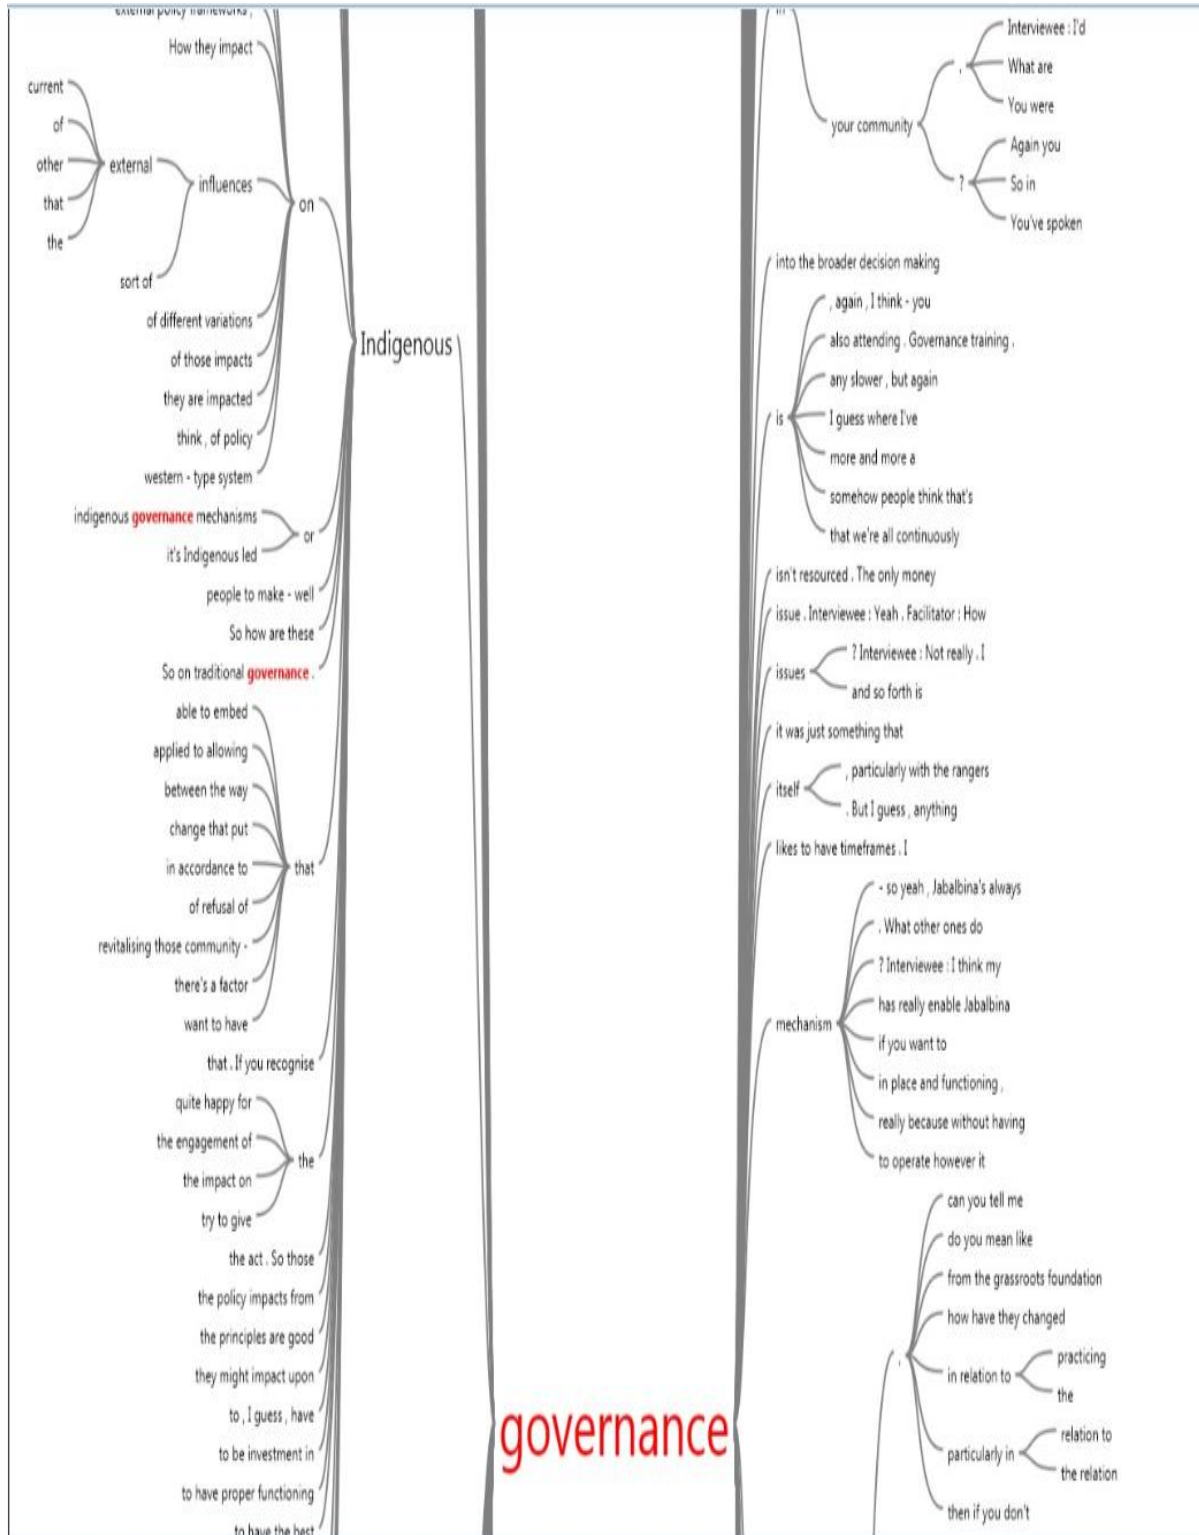 external policy frameworks ,
How they impact
current
of
other
that
the
external
sort of
influences
of different variations
of those impacts
they are impacted
think , of policy
western - type system
on
indigenous governance mechanisms
it's Indigenous led
or
people to make - well
So how are these
So on traditional governance .
able to embed
applied to allowing
between the way
change that put
in accordance to
of refusal of
revitalising those community -
there's a factor
want to have
that
that . If you recognise
quite happy for
the engagement of
the impact on
try to give
the
the act . So those
the policy impacts from
the principles are good
they might impact upon
to , I guess , have
to be investment in
to have proper functioning
to have the best
Indigenous
governance
in
your community
,
Interviewee : I'd
What are
You were
?
Again you
So in
You've spoken
into the broader decision making
is
, again , I think - you
also attending . Governance training .
any slower , but again
I guess where I've
more and more a
somehow people think that's
that we're all continuously
isn't resourced . The only money
issue . Interviewee : Yeah . Facilitator : How
issues
? Interviewee : Not really . I
and so forth is
it was just something that
itself
, particularly with the rangers
. But I guess , anything
likes to have timeframes . I
mechanism
- so yeah , Jabalbina's always
. What other ones do
? Interviewee : I think my
has really enable Jabalbina
if you want to
in place and functioning ,
really because without having
to operate however it
,
can you tell me
do you mean like
from the grassroots foundation
how have they changed
in relation to
practicing
the
particularly in
relation to
the relation
then if you don't